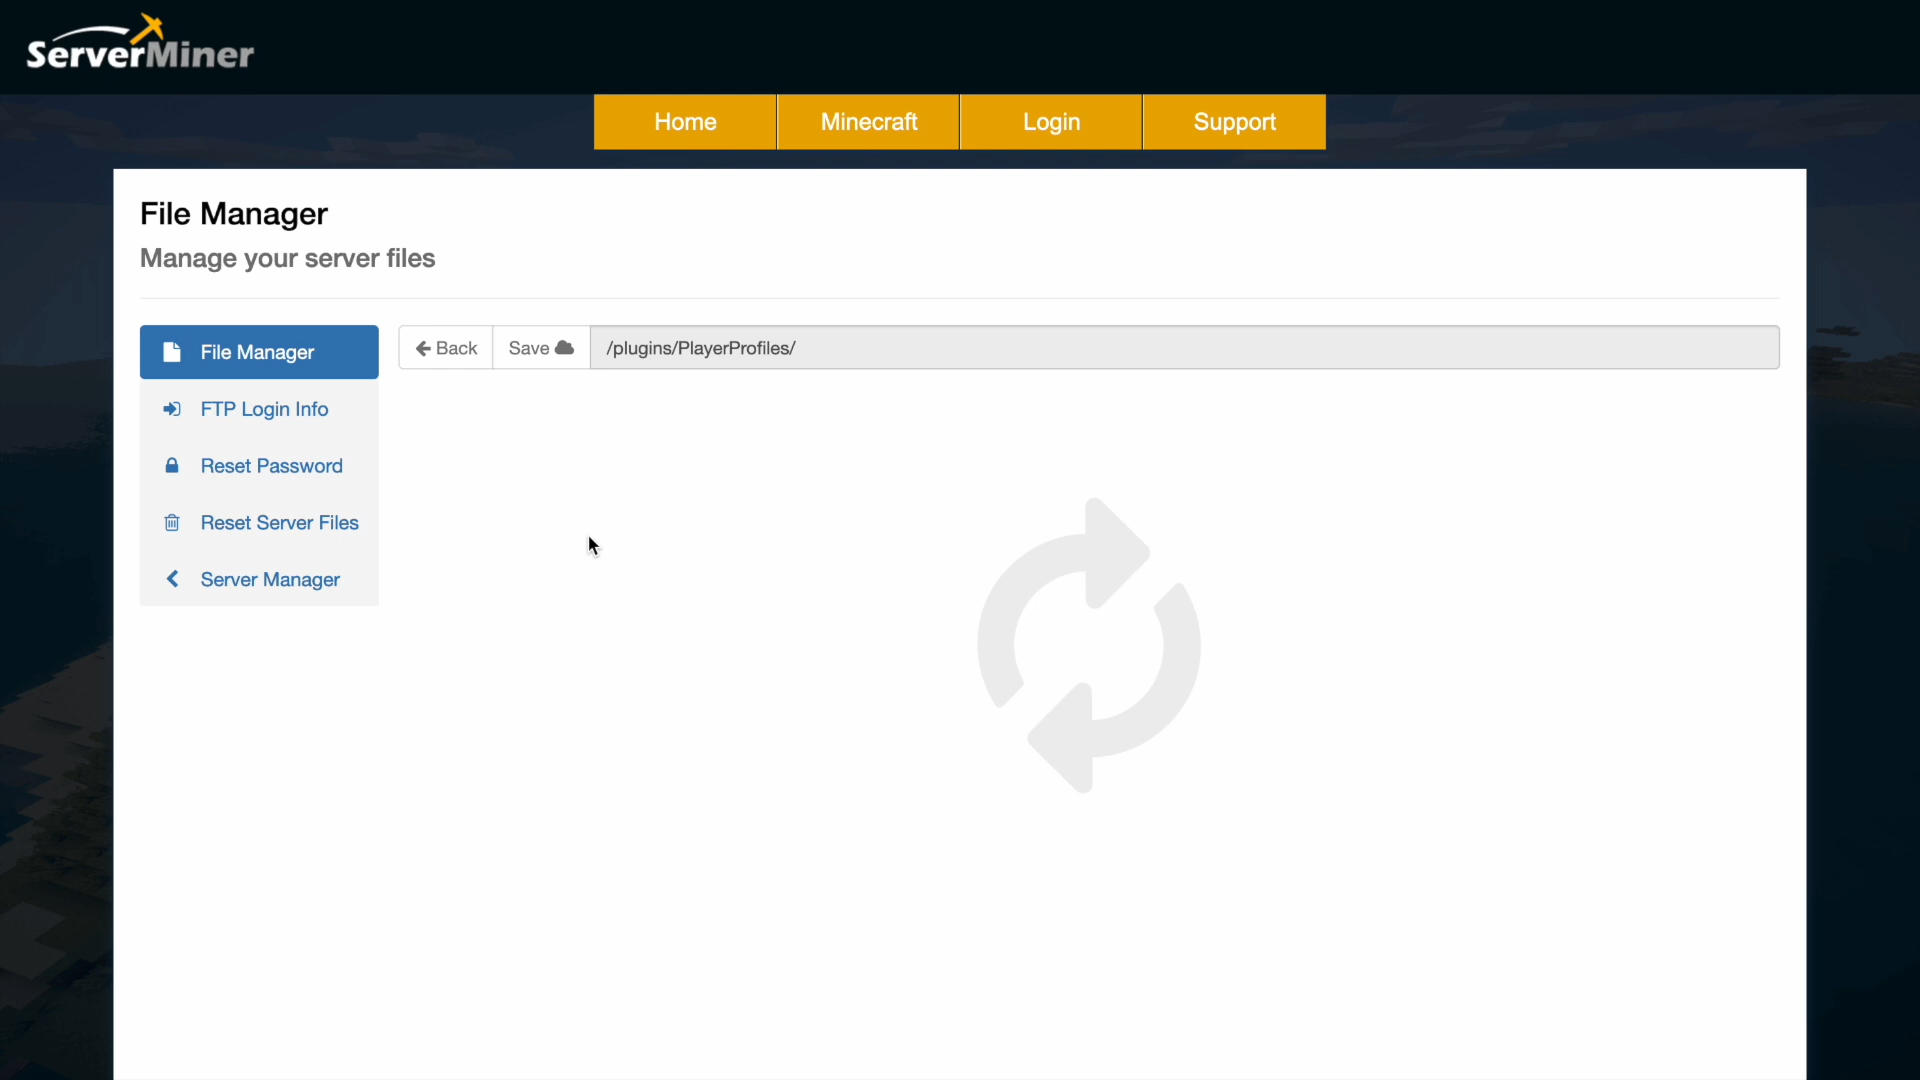 ServerMiner
Home
Minecraft
Login
Support
File Manager
Manage your server files
File Manager
FTP Login Info
Reset Password
Reset Server Files
Server Manager
Back
Save
/plugins/PlayerProfiles/